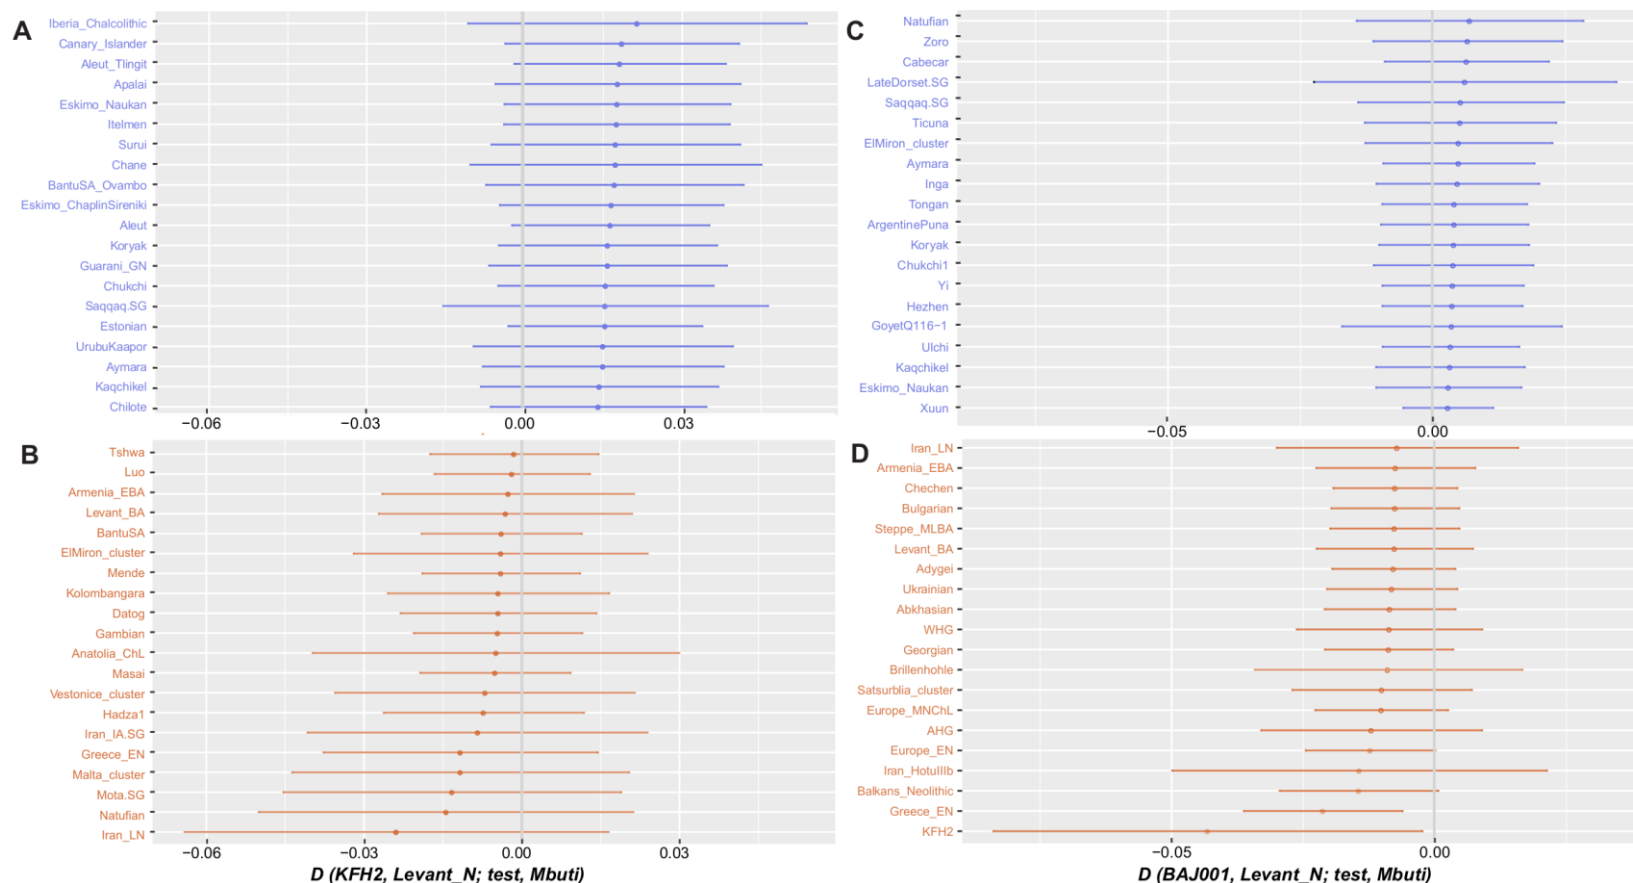 A
Iberia_Chalcolithic
Canary_Islander
Aleut_Tlingit
Apalai
Eskimo_Naukan
Itelmen
Surui
Chane
BantuSA_Ovambo
Eskimo_ChaplinSireniki
Aleut
Koryak
Guarani_GN
Chukchi
Saqqaq.SG
Estonian
UrubuKaapor
Aymara
Kaqchikel
Chilote
−0.06 −0.03 0.00 0.03
B
Tshwa
Luo
Armenia_EBA
Levant_BA
BantuSA
ElMiron_cluster
Mende
Kolombangara
Datog
Gambian
Anatolia_ChL
Masai
Vestonice_cluster
Hadza1
Iran_IA.SG
Greece_EN
Malta_cluster
Mota.SG
Natufian
Iran_LN
−0.06 −0.03 0.00 0.03
D (KFH2, Levant_N; test, Mbuti)
C
Natufian
Zoro
Cabecar
LateDorset.SG
Saqqaq.SG
Ticuna
ElMiron_cluster
Aymara
Inga
Tongan
ArgentinePuna
Koryak
Chukchi1
Yi
Hezhen
GoyetQ116−1
Ulchi
Kaqchikel
Eskimo_Naukan
Xuun
−0.05 0.00
D
Iran_LN
Armenia_EBA
Chechen
Bulgarian
Steppe_MLBA
Levant_BA
Adygei
Ukrainian
Abkhasian
WHG
Georgian
Brillenhohle
Satsurblia_cluster
Europe_MNChL
AHG
Europe_EN
Iran_HotuIIIb
Balkans_Neolithic
Greece_EN
KFH2
−0.05 0.00
D (BAJ001, Levant_N; test, Mbuti)